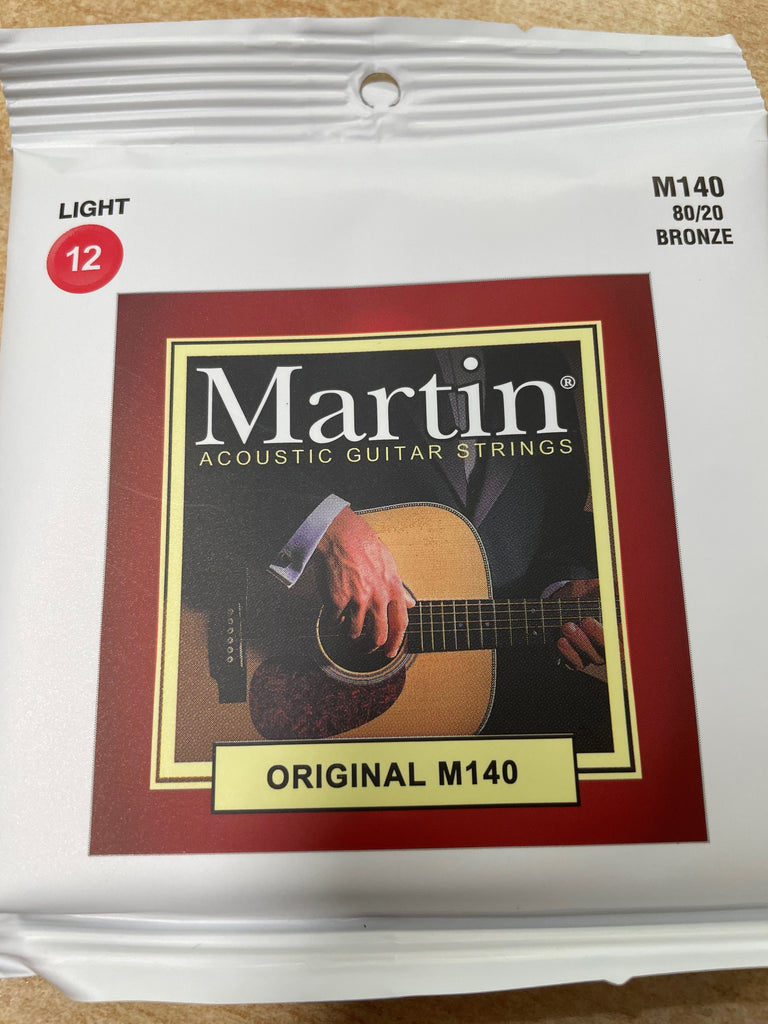 LIGHT
12
M140
80/20
BRONZE
Martin®
ACOUSTIC GUITAR STRINGS
ORIGINAL M140